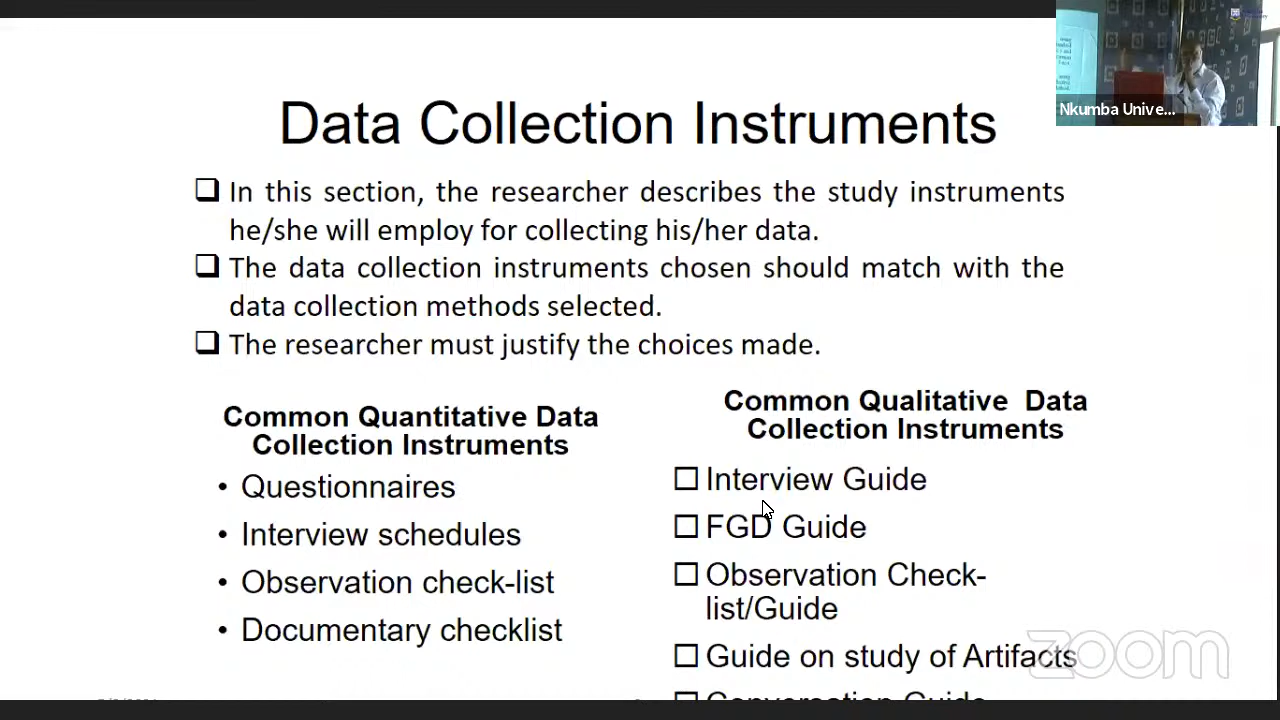 Data Collection Instruments
Nkumba Unive...
❑ In this section, the researcher describes the study instruments
he/she will employ for collecting his/her data.
❑ The data collection instruments chosen should match with the
data collection methods selected.
❑ The researcher must justify the choices made.
Common Quantitative Data
Collection Instruments
• Questionnaires
• Interview schedules
• Observation check-list
• Documentary checklist
Common Qualitative Data
Collection Instruments
☐ Interview Guide
☐ FGD Guide
☐ Observation Check-
list/Guide
☐ Guide on study of Artifacts
☐ Conversation Guide
zoom